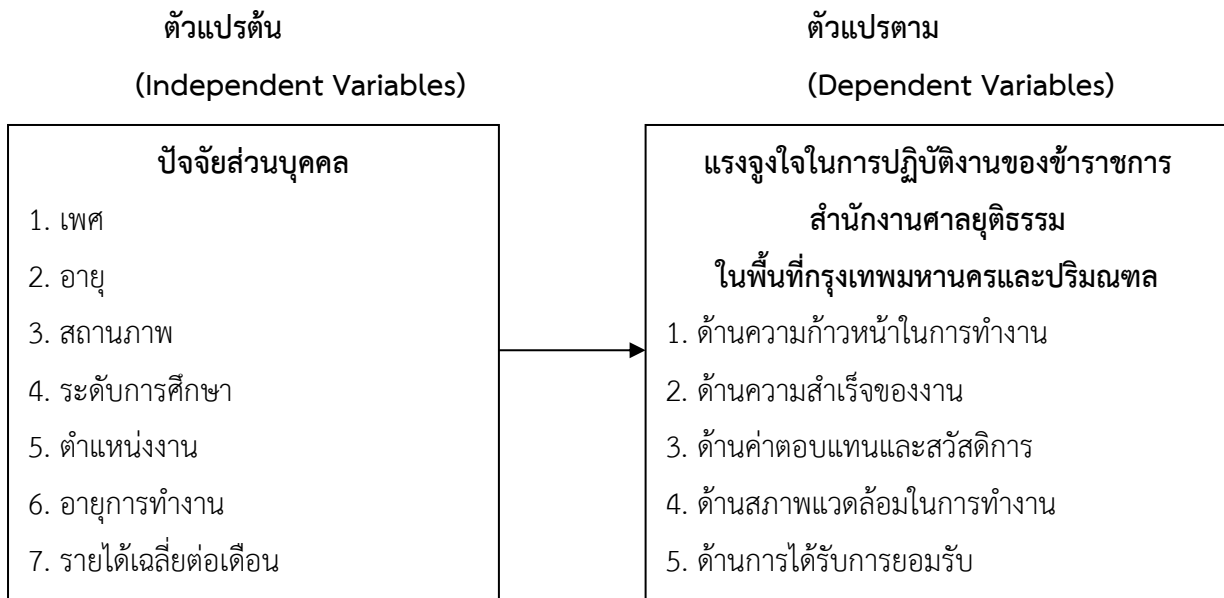 ตัวแปรต้น
(Independent Variables)
ปัจจัยส่วนบุคคล
1. เพศ
2. อายุ
3. สถานภาพ
4. ระดับการศึกษา
5. ตำแหน่งงาน
6. อายุการทำงาน
7. รายได้เฉลี่ยต่อเดือน
ตัวแปรตาม
(Dependent Variables)
แรงจูงใจในการปฏิบัติงานของข้าราชการ
สำนักงานศาลยุติธรรม
ในพื้นที่กรุงเทพมหานครและปริมณฑล
1. ด้านความก้าวหน้าในการทำงาน
2. ด้านความสำเร็จของงาน
3. ด้านค่าตอบแทนและสวัสดิการ
4. ด้านสภาพแวดล้อมในการทำงาน
5. ด้านการได้รับการยอมรับ